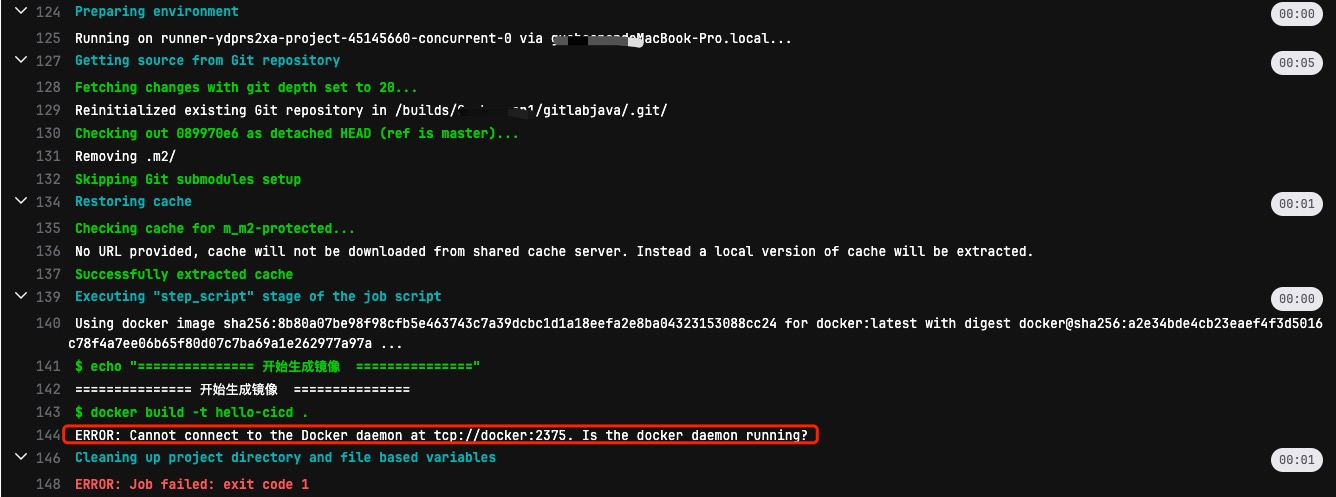 124 Preparing environment 00:00
125 Running on runner-ydprs2xa-project-45145660-concurrent-0 via MacBook-Pro.local...
127 Getting source from Git repository 00:05
128 Fetching changes with git depth set to 20...
129 Reinitialized existing Git repository in /builds/ /gitlabjava/.git/
130 Checking out 089970e6 as detached HEAD (ref is master)...
131 Removing .m2/
132 Skipping Git submodules setup
134 Restoring cache 00:01
135 Checking cache for m_m2-protected...
136 No URL provided, cache will not be downloaded from shared cache server. Instead a local version of cache will be extracted.
137 Successfully extracted cache
139 Executing "step_script" stage of the job script 00:00
140 Using docker image sha256:8b80a07be98f98cfb5e463743c7a39dcbc1d1a18eefa2e8ba04323153088cc24 for docker:latest with digest docker@sha256:a2e34bde4cb23eaef4f3d5016
c78f4a7ee06b65f80d07c7ba69a1e262977a97a ...
141 $ echo "=============== 开始生成镜像  ==============="
142 =============== 开始生成镜像  ===============
143 $ docker build -t hello-cicd .
144 ERROR: Cannot connect to the Docker daemon at tcp://docker:2375. Is the docker daemon running?
146 Cleaning up project directory and file based variables 00:01
148 ERROR: Job failed: exit code 1